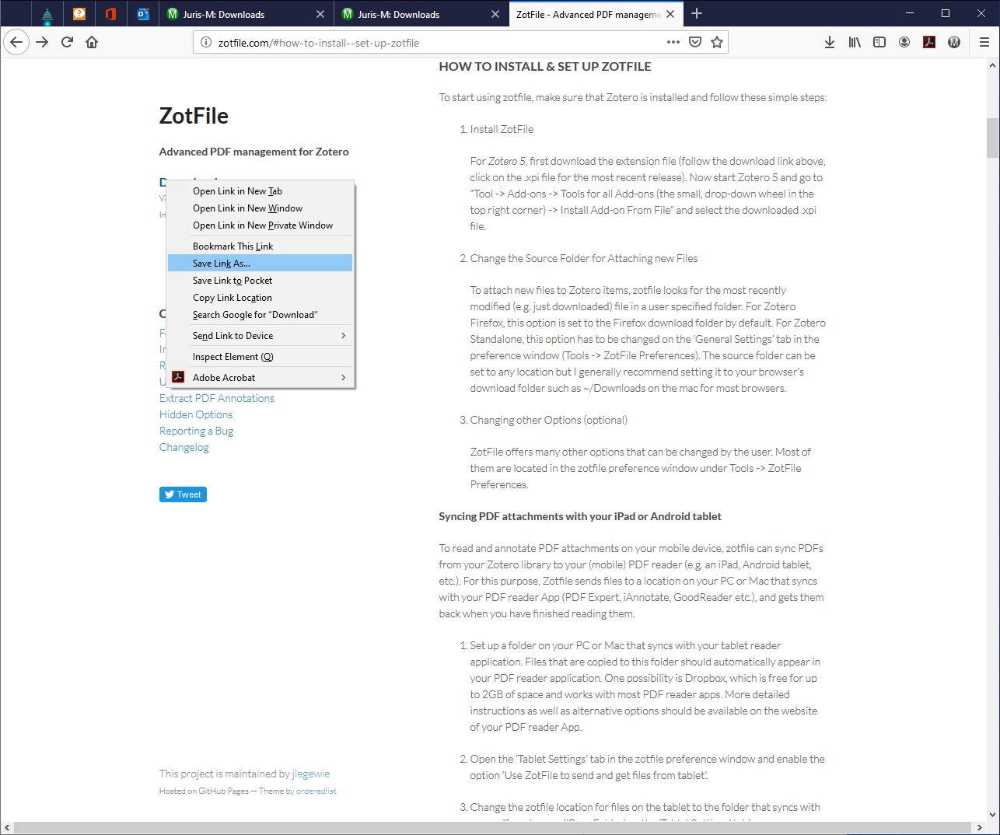 Juris-M: Downloads
Juris-M: Downloads
ZotFile - Advanced PDF manageme
zotfile.com/#how-to-install--set-up-zotfile
ZotFile
Advanced PDF management for Zotero
Open Link in New Tab
Open Link in New Window
Open Link in New Private Window
Bookmark This Link
Save Link As...
Save Link to Pocket
Copy Link Location
Search Google for “Download”
Send Link to Device
Inspect Element (Q)
Adobe Acrobat
Extract PDF Annotations
Hidden Options
Reporting a Bug
Changelog
Tweet
This project is maintained by jlegewie
Hosted on GitHub Pages — Theme by orderedlist
HOW TO INSTALL & SET UP ZOTFILE
To start using zotfile, make sure that Zotero is installed and follow these simple steps:
1. Install ZotFile
For Zotero 5, first download the extension file (follow the download link above,
click on the .xpi file for the most recent release). Now start Zotero 5 and go to
“Tool -> Add-ons -> Tools for all Add-ons (the small, drop-down wheel in the
top right corner) -> Install Add-on From File” and select the downloaded .xpi
file.
2. Change the Source Folder for Attaching new Files
To attach new files to Zotero items, zotfile looks for the most recently
modified (e.g. just downloaded) file in a user specified folder. For Zotero
Firefox, this option is set to the Firefox download folder by default. For Zotero
Standalone, this option has to be changed on the ‘General Settings’ tab in the
preference window (Tools -> ZotFile Preferences). The source folder can be
set to any location but I generally recommend setting it to your browser’s
download folder such as ~/Downloads on the mac for most browsers.
3. Changing other Options (optional)
ZotFile offers many other options that can be changed by the user. Most of
them are located in the zotfile preference window under Tools -> ZotFile
Preferences.
Syncing PDF attachments with your iPad or Android tablet
To read and annotate PDF attachments on your mobile device, zotfile can sync PDFs
from your Zotero library to your (mobile) PDF reader (e.g. an iPad, Android tablet,
etc.). For this purpose, Zotfile sends files to a location on your PC or Mac that syncs
with your PDF reader App (PDF Expert, iAnnotate, GoodReader etc.), and gets them
back when you have finished reading them.
1. Set up a folder on your PC or Mac that syncs with your tablet reader
application. Files that are copied to this folder should automatically appear in
your PDF reader application. One possibility is Dropbox, which is free for up
to 2GB of space and works with most PDF reader apps. More detailed
instructions as well as alternative options should be available on the website
of your PDF reader App.
2. Open the ‘Tablet Settings’ tab in the zotfile preference window and enable the
option ‘Use ZotFile to send and get files from tablet’.
3. Change the zotfile location for files on the tablet to the folder that syncs with